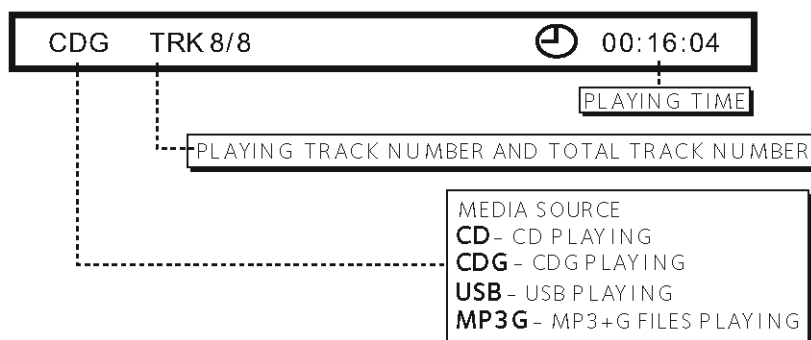 CDG TRK 8/8 00:16:04
PLAYING TIME
PLAYING TRACK NUMBER AND TOTAL TRACK NUMBER
MEDIA SOURCE
CD – CD PLAYING
CDG – CDG PLAYING
USB – USB PLAYING
MP3G – MP3+G FILES PLAYING